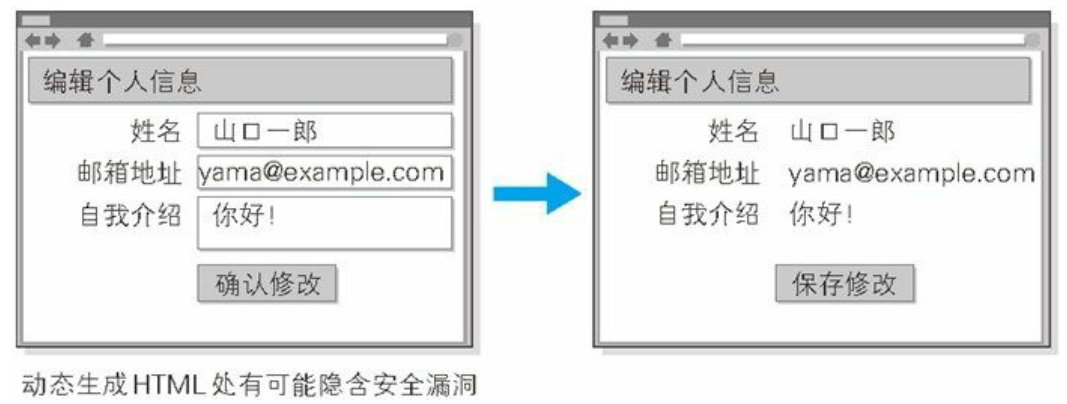 编辑个人信息
姓名 山口一郎
邮箱地址 yama@example.com
自我介绍 你好!
确认修改
编辑个人信息
姓名 山口一郎
邮箱地址 yama@example.com
自我介绍 你好!
保存修改
动态生成HTML处有可能隐含安全漏洞